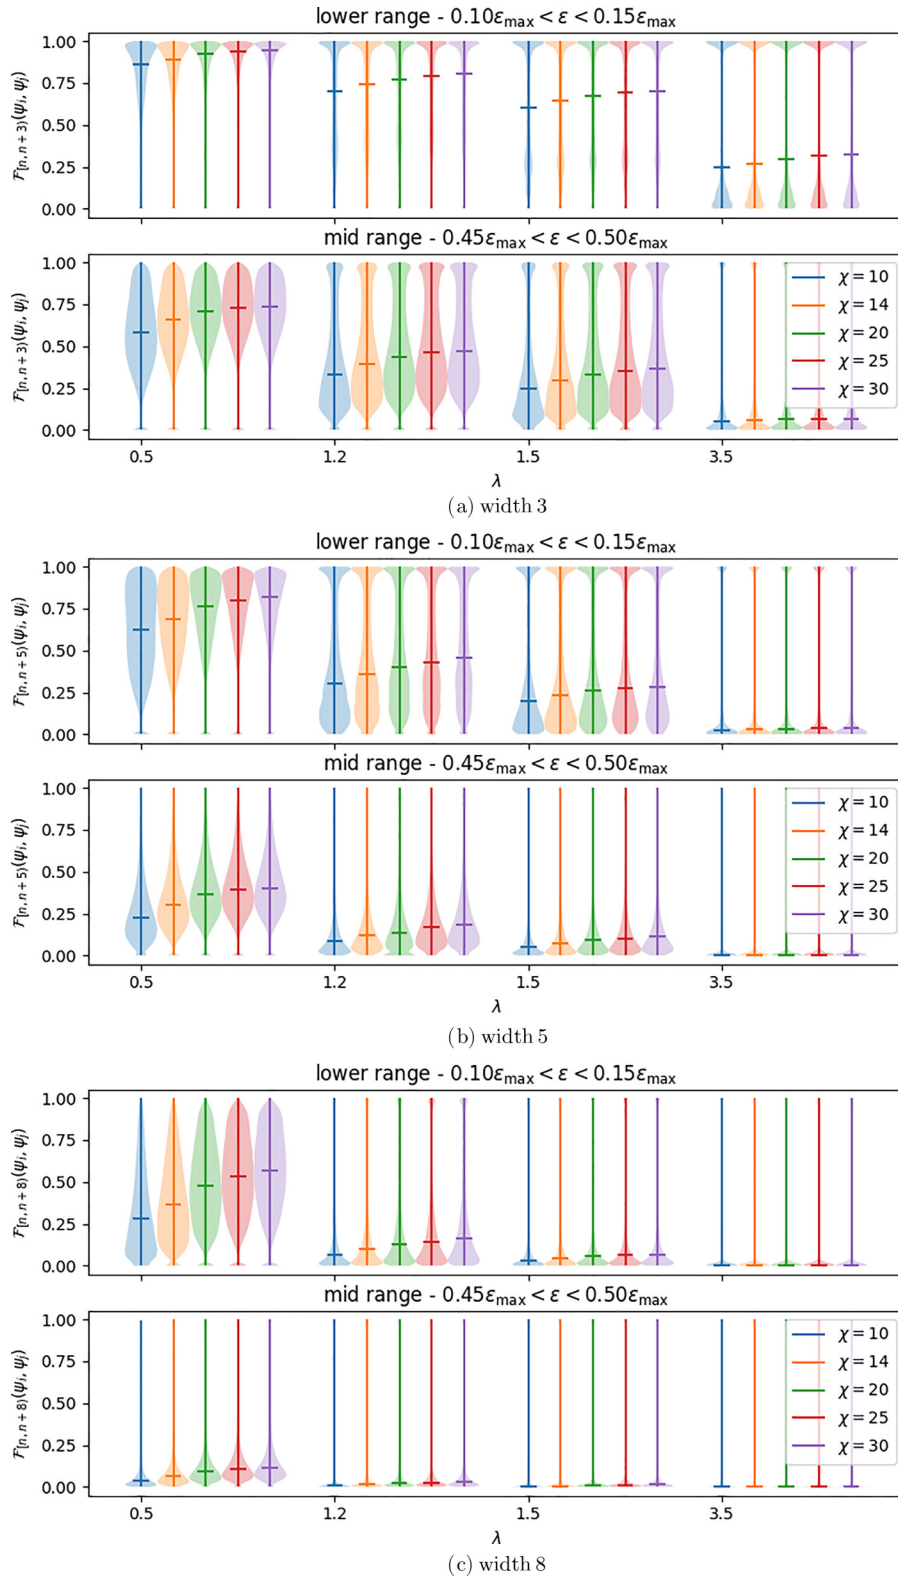 lower range - 0.10ε_max < ε < 0.15ε_max
1.00
0.75
0.50
0.25
0.00
ℱ_[n, n+3)(ψ_i, ψ_j)
mid range - 0.45ε_max < ε < 0.50ε_max
1.00
0.75
0.50
0.25
0.00
ℱ_[n, n+3)(ψ_i, ψ_j)
χ = 10
χ = 14
χ = 20
χ = 25
χ = 30
0.5 1.2 1.5 3.5
λ
(a) width 3
lower range - 0.10ε_max < ε < 0.15ε_max
1.00
0.75
0.50
0.25
0.00
ℱ_[n, n+5)(ψ_i, ψ_j)
mid range - 0.45ε_max < ε < 0.50ε_max
1.00
0.75
0.50
0.25
0.00
ℱ_[n, n+5)(ψ_i, ψ_j)
χ = 10
χ = 14
χ = 20
χ = 25
χ = 30
0.5 1.2 1.5 3.5
λ
(b) width 5
lower range - 0.10ε_max < ε < 0.15ε_max
1.00
0.75
0.50
0.25
0.00
ℱ_[n, n+8)(ψ_i, ψ_j)
mid range - 0.45ε_max < ε < 0.50ε_max
1.00
0.75
0.50
0.25
0.00
ℱ_[n, n+8)(ψ_i, ψ_j)
χ = 10
χ = 14
χ = 20
χ = 25
χ = 30
0.5 1.2 1.5 3.5
λ
(c) width 8